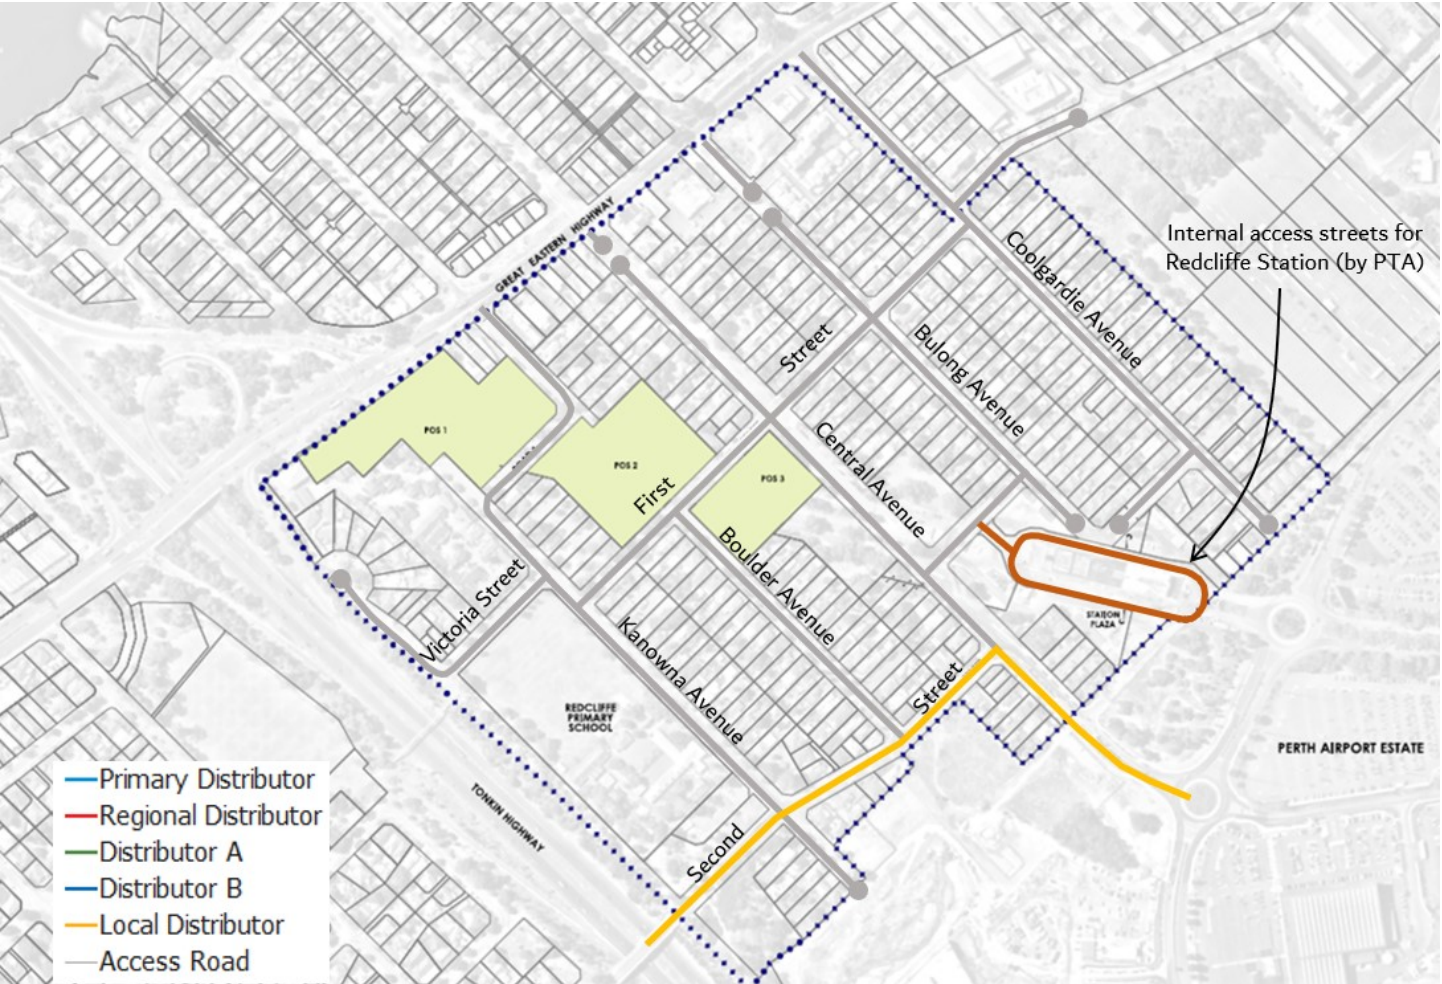 GREAT EASTERN HIGHWAY
Internal access streets for
Redcliffe Station (by PTA)
Coolgardie Avenue
Street
Bulong Avenue
POS 1
POS 2
POS 3
First
Central Avenue
Boulder Avenue
Victoria Street
STATION
PLAZA
Kanowna Avenue
Street
REDCLIFFE
PRIMARY
SCHOOL
PERTH AIRPORT ESTATE
TONKIN HIGHWAY
Second
Primary Distributor
Regional Distributor
Distributor A
Distributor B
Local Distributor
Access Road